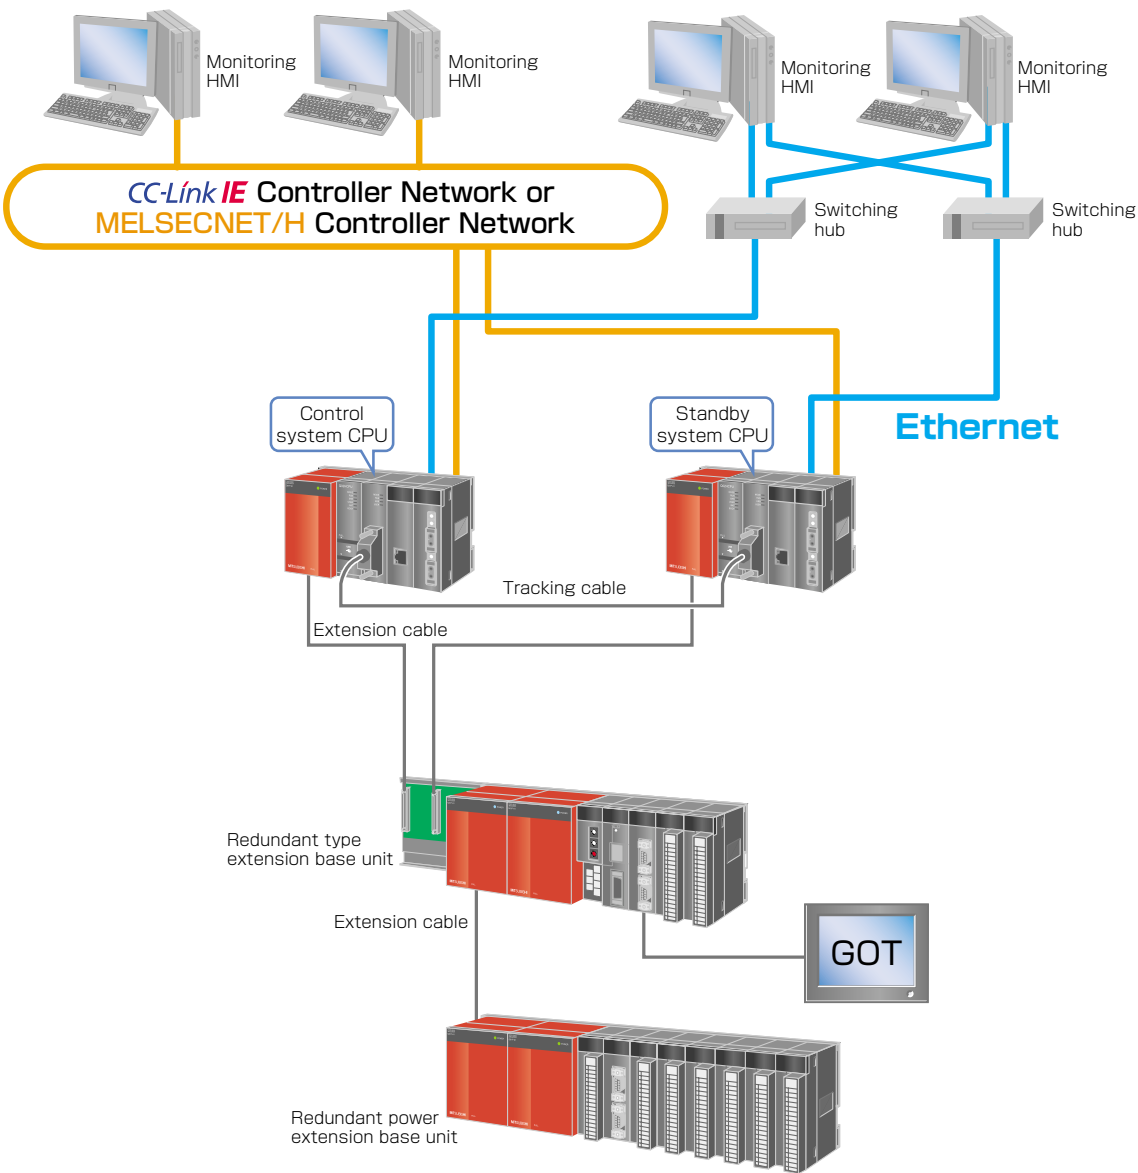 Monitoring
HMI
Monitoring
HMI
Monitoring
HMI
Monitoring
HMI
CC-Link IE Controller Network or
MELSECNET/H Controller Network
Switching
hub
Switching
hub
Control
system CPU
Standby
system CPU
Ethernet
Tracking cable
Extension cable
Redundant type
extension base unit
Extension cable
GOT
Redundant power
extension base unit